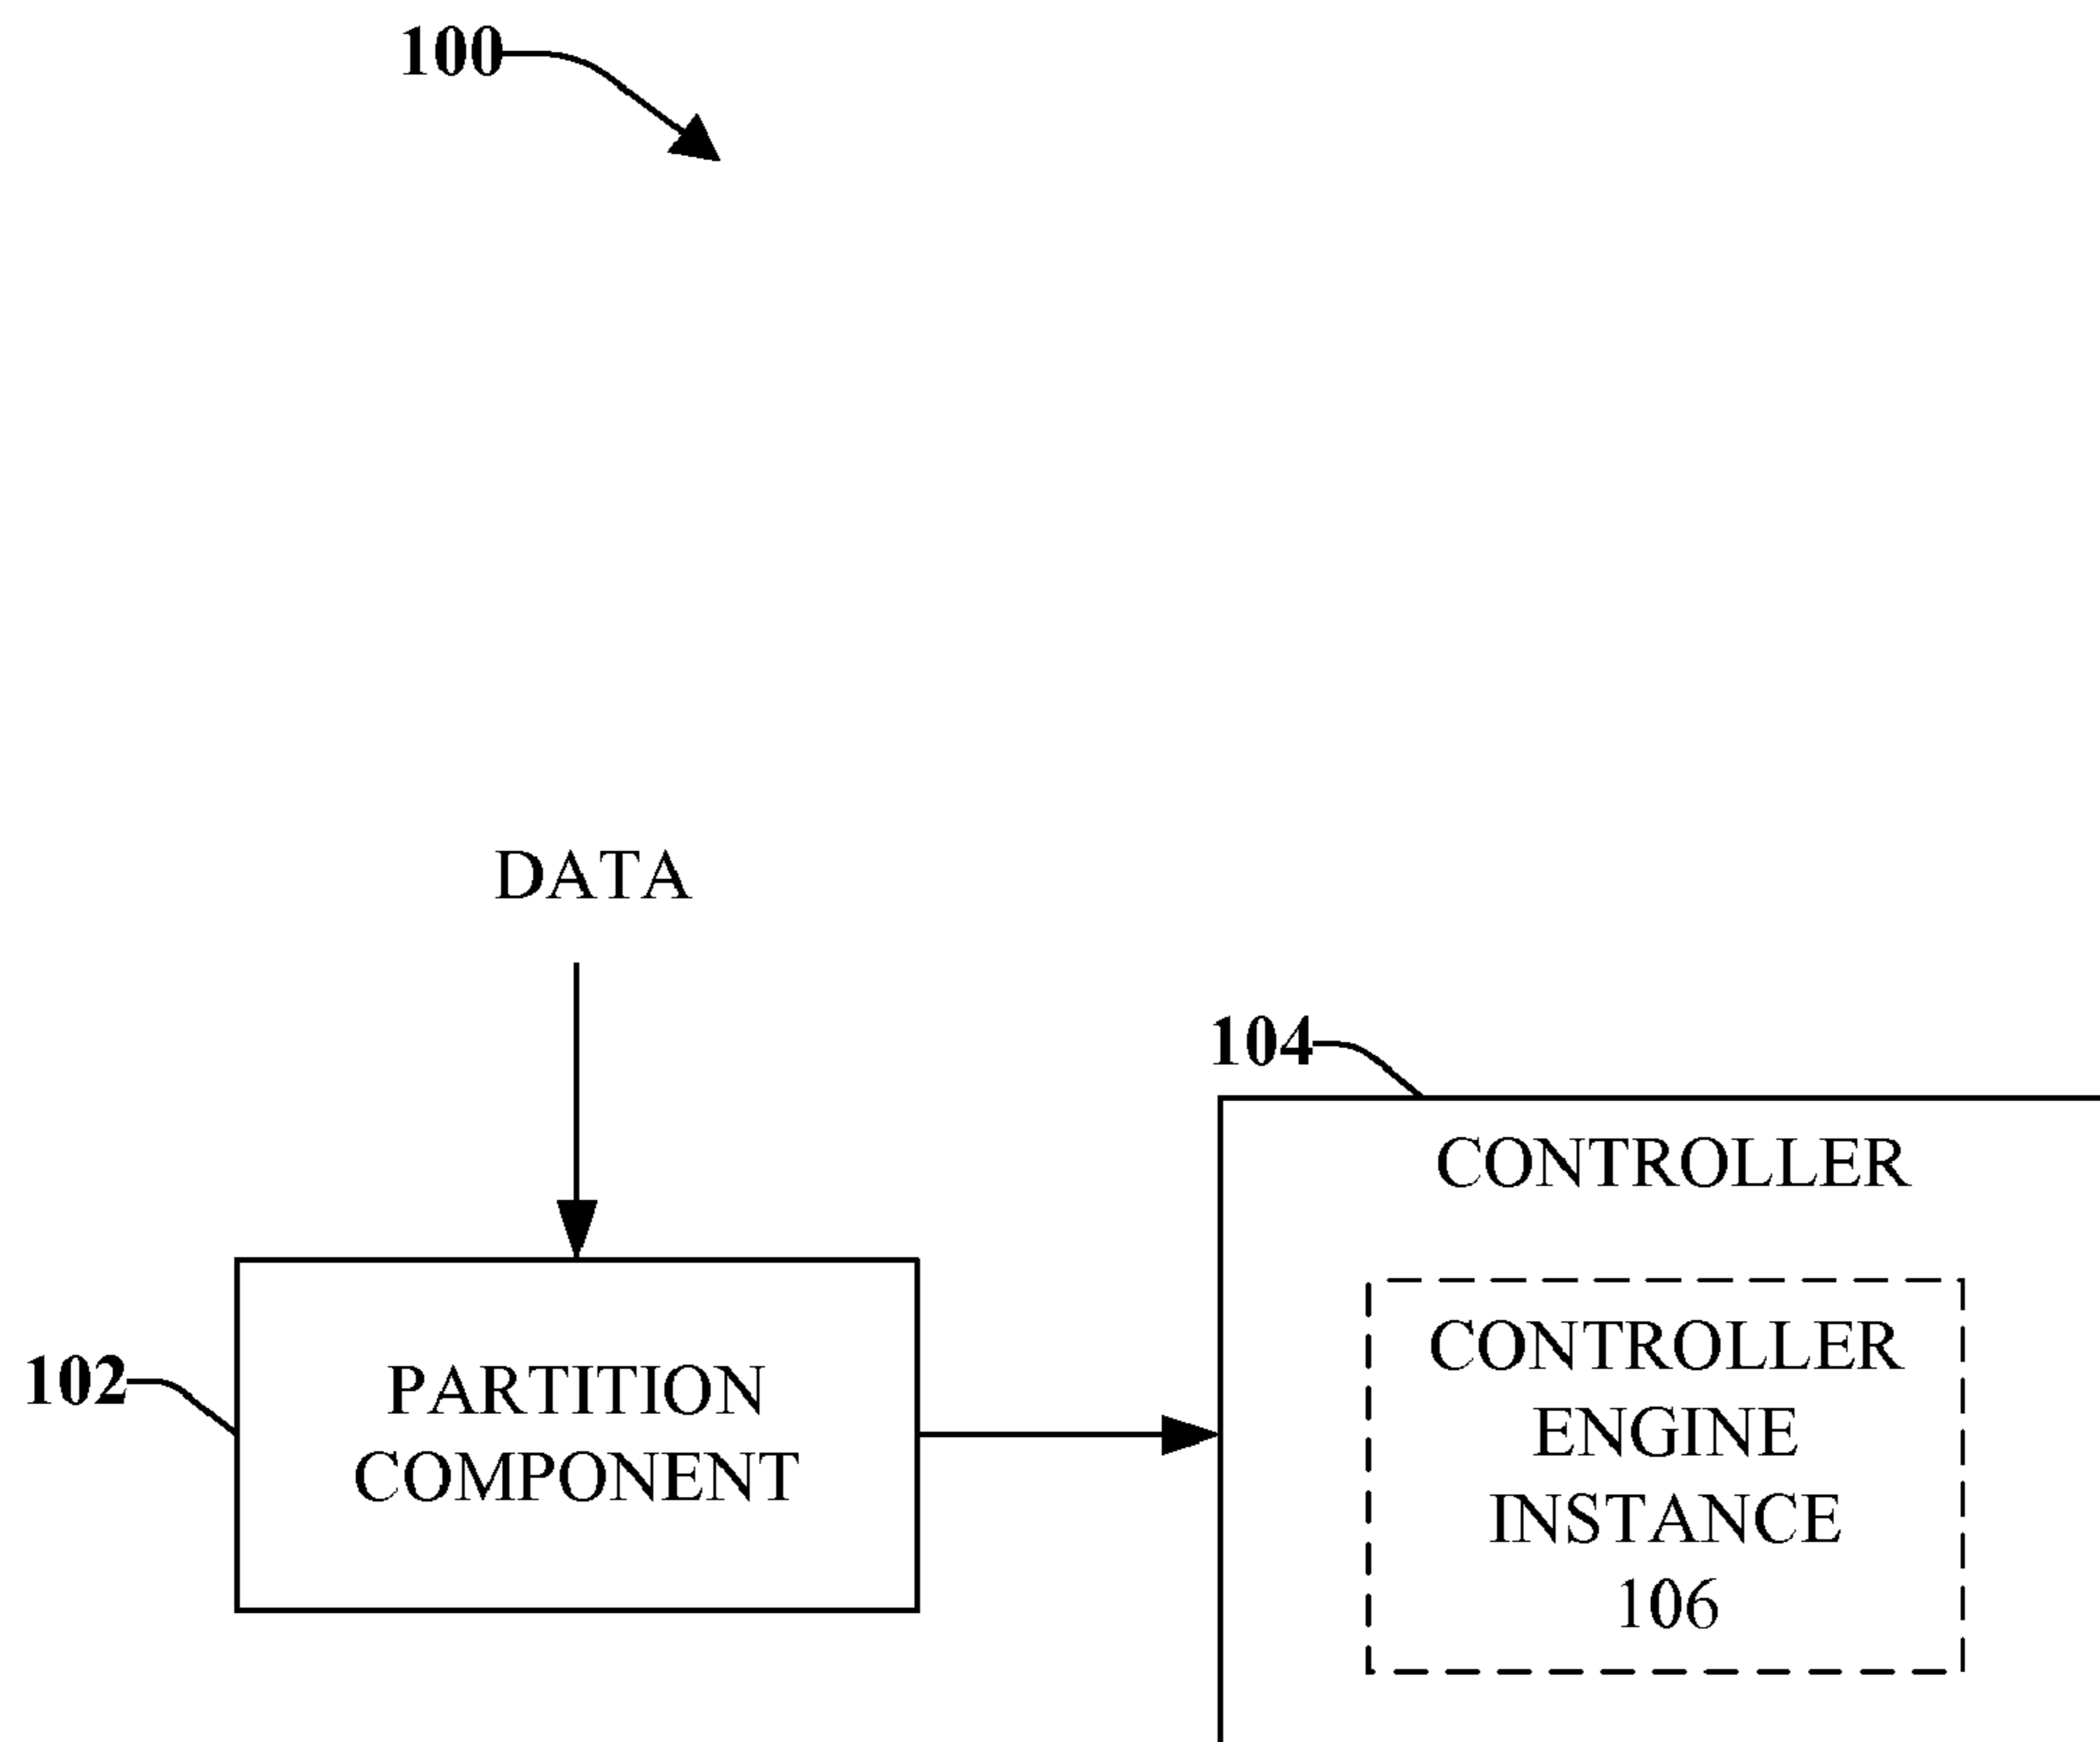 100
DATA
104
CONTROLLER
CONTROLLER
ENGINE
INSTANCE
106
102
PARTITION
COMPONENT